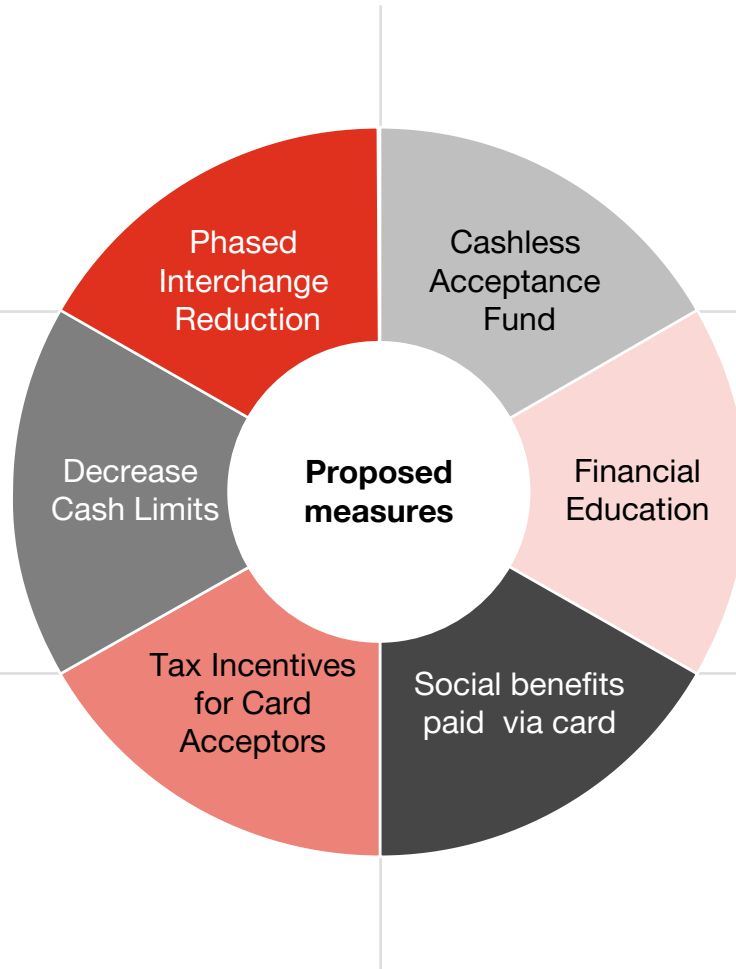 Phased
Interchange
Reduction
Cashless
Acceptance
Fund
Decrease
Cash Limits
Proposed
measures
Financial
Education
Tax Incentives
for Card
Acceptors
Social benefits
paid  via card